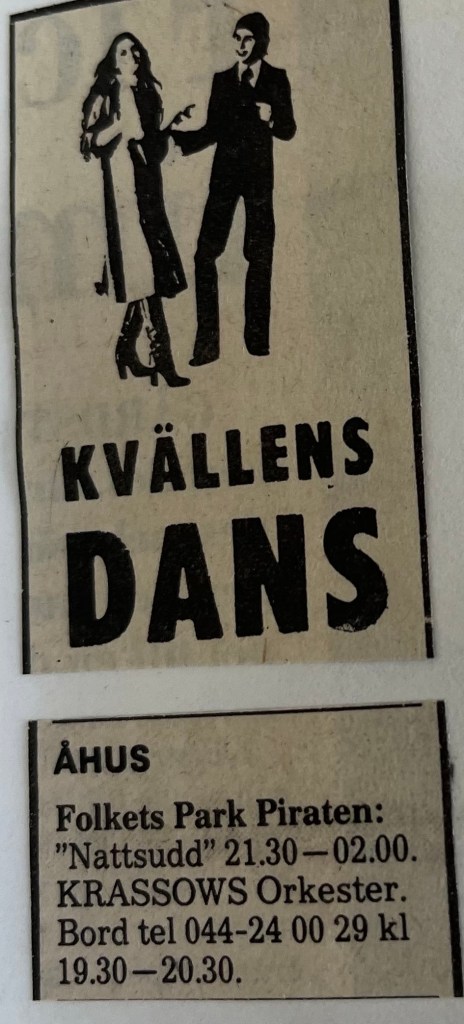 KVÄLLENS
DANS
ÅHUS
Folkets Park Piraten:
”Nattsudd” 21.30—02.00.
KRASSOWS Orkester.
Bord tel 044-24 00 29 kl
19.30—20.30.